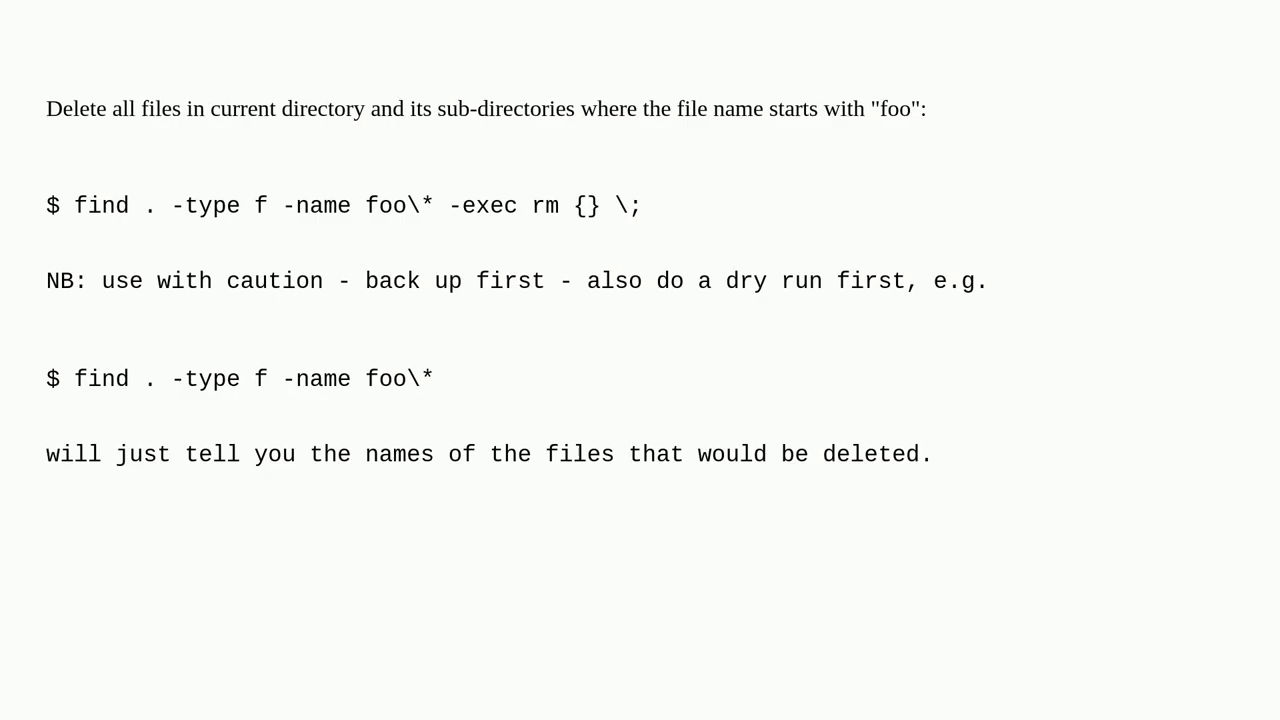 Delete all files in current directory and its sub-directories where the file name starts with "foo":
$ find . -type f -name foo\* -exec rm {} \;
NB: use with caution - back up first - also do a dry run first, e.g.
$ find . -type f -name foo\*
will just tell you the names of the files that would be deleted.